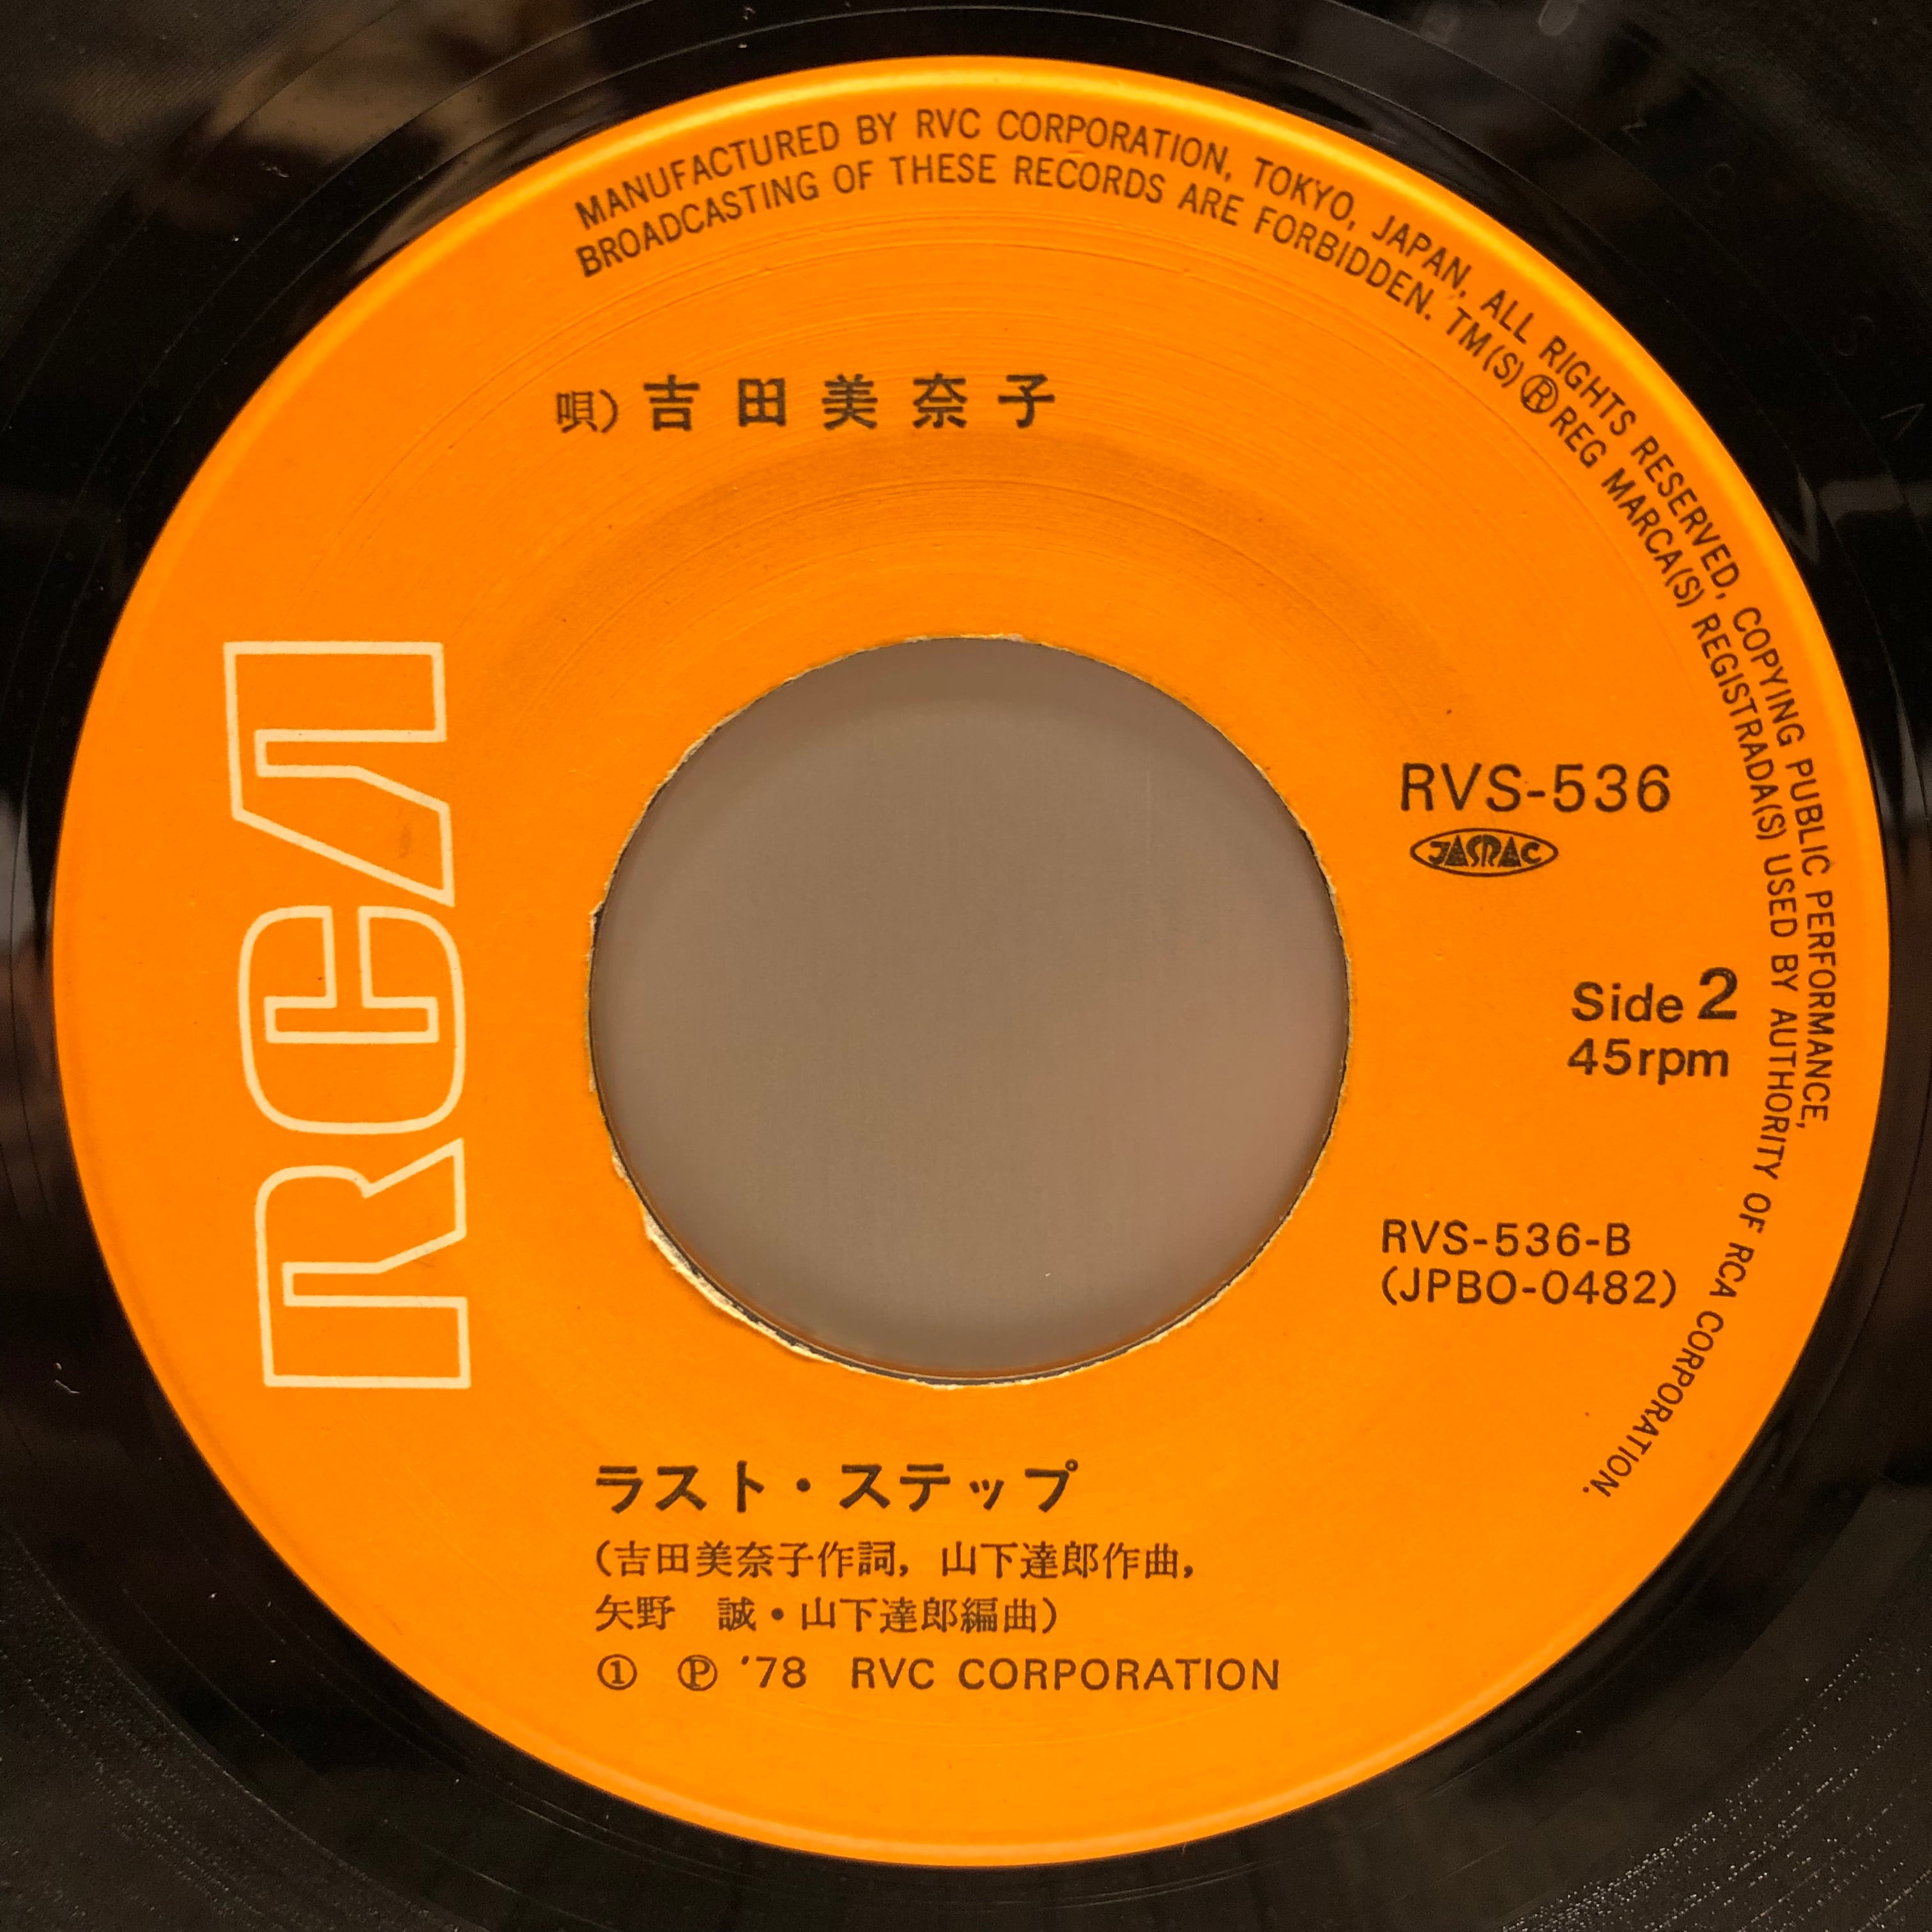 MANUFACTURED BY RVC CORPORATION, TOKYO, JAPAN, ALL RIGHTS RESERVED, COPYING PUBLIC PERFORMANCE,
BROADCASTING OF THESE RECORDS ARE FORBIDDEN. TM(S) ® REG MARCA(S) REGISTRADA(S) USED BY AUTHORITY OF RCA CORPORATION.
唄) 吉田美奈子
RCA
RVS-536
JASRAC
Side 2
45rpm
RVS-536-B
(JPBO-0482)
ラスト・ステップ
(吉田美奈子作詞, 山下達郎作曲,
矢野 誠・山下達郎編曲)
① Ⓟ '78 RVC CORPORATION